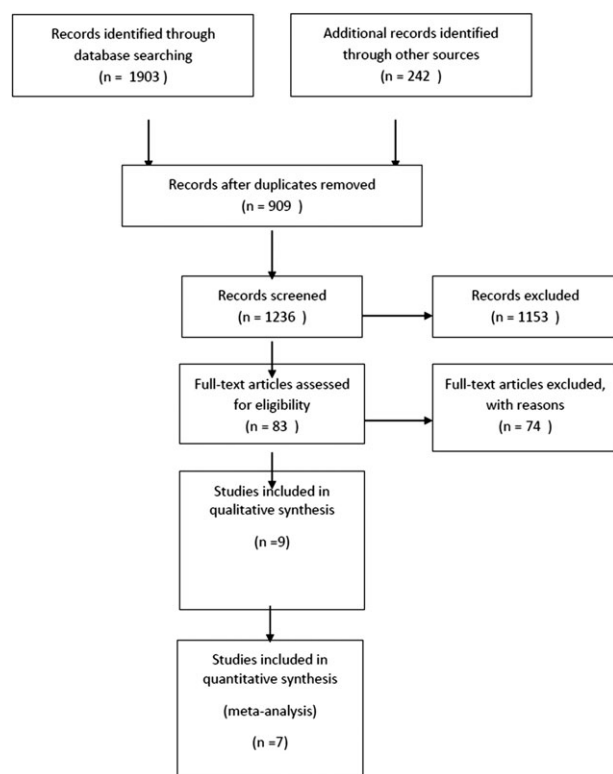 Records identified through
database searching
(n = 1903 )
Additional records identified
through other sources
(n = 242 )
Records after duplicates removed
(n = 909 )
Records screened
(n = 1236 )
Records excluded
(n = 1153 )
Full-text articles assessed
for eligibility
(n = 83 )
Full-text articles excluded,
with reasons
(n = 74 )
Studies included in
qualitative synthesis
(n =9)
Studies included in
quantitative synthesis
(meta-analysis)
(n =7)